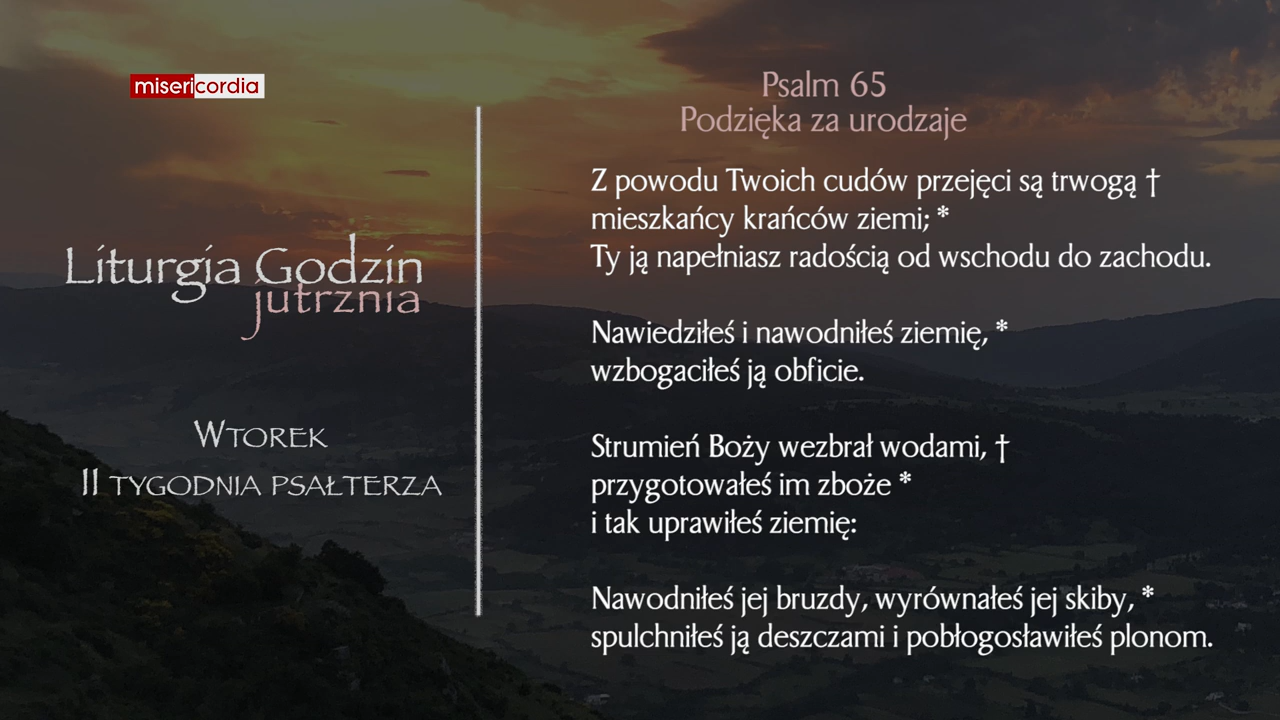 misericordia
Liturgia Godzin
jutrznia
Wtorek
II tygodnia psałterza
Psalm 65
Podzięka za urodzaje
Z powodu Twoich cudów przejęci są trwogą †
mieszkańcy krańców ziemi; *
Ty ją napełniasz radością od wschodu do zachodu.
Nawiedziłeś i nawodniłeś ziemię, *
wzbogaciłeś ją obficie.
Strumień Boży wezbrał wodami, †
przygotowałeś im zboże *
i tak uprawiłeś ziemię:
Nawodniłeś jej bruzdy, wyrównałeś jej skiby, *
spulchniłeś ją deszczami i pobłogosławiłeś plonom.